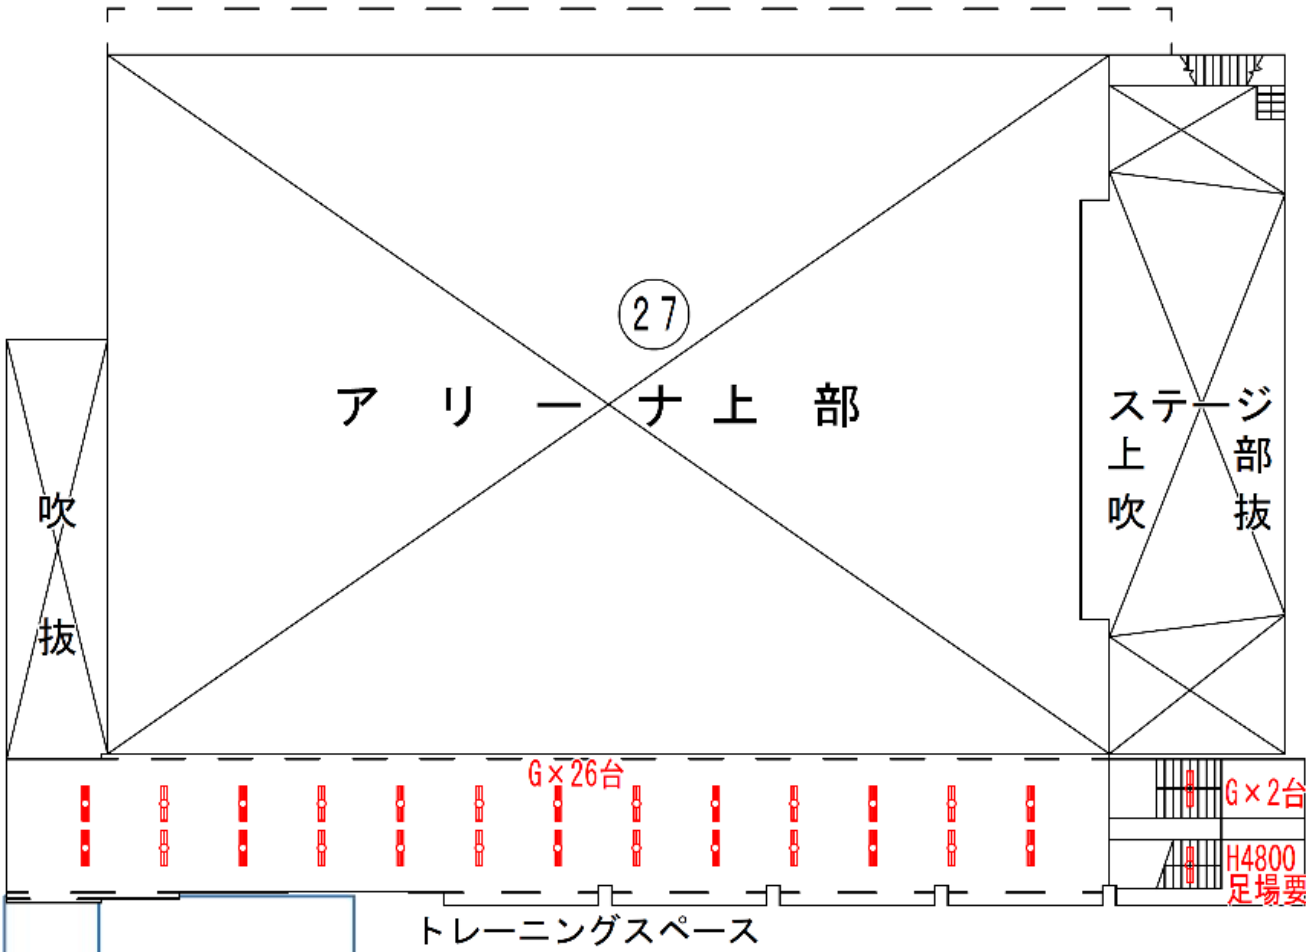 27
アリーナ上部
ステージ
上部
吹抜
吹
抜
G×26台
G×2台
H4800
足場要
トレーニングスペース